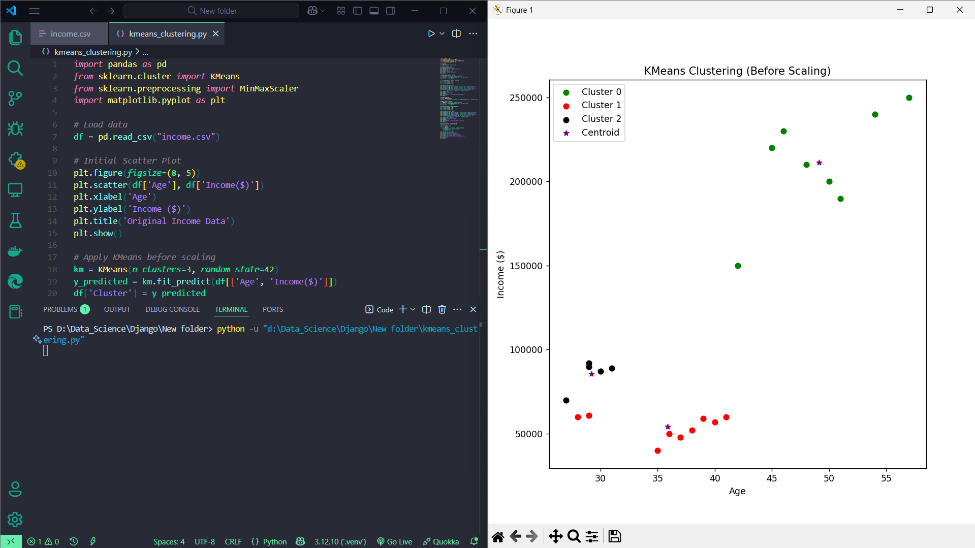 New folder
Figure 1
income.csv
kmeans_clustering.py
kmeans_clustering.py > ...
1 import pandas as pd
2 from sklearn.cluster import KMeans
3 from sklearn.preprocessing import MinMaxScaler
4 import matplotlib.pyplot as plt
5
6 # Load data
7 df = pd.read_csv("income.csv")
8
9 # Initial Scatter Plot
10 plt.figure(figsize=(8, 5))
11 plt.scatter(df['Age'], df['Income($)'])
12 plt.xlabel('Age')
13 plt.ylabel('Income ($)')
14 plt.title('Original Income Data')
15 plt.show()
16
17 # Apply KMeans before scaling
18 km = KMeans(n_clusters=3, random_state=42)
19 y_predicted = km.fit_predict(df[['Age', 'Income($)']])
20 df['Cluster'] = y_predicted
PROBLEMS 1 OUTPUT DEBUG CONSOLE TERMINAL PORTS
Code
PS D:\Data_Science\Django\New folder> python -u "d:\Data_Science\Django\New folder\kmeans_clust
ering.py"
1 0 Spaces: 4 UTF-8 CRLF Python 3.12.10 ('.venv') Go Live Quokka
KMeans Clustering (Before Scaling)
Cluster 0
Cluster 1
Cluster 2
Centroid
250000
200000
150000
100000
50000
Income ($)
30 35 40 45 50 55
Age